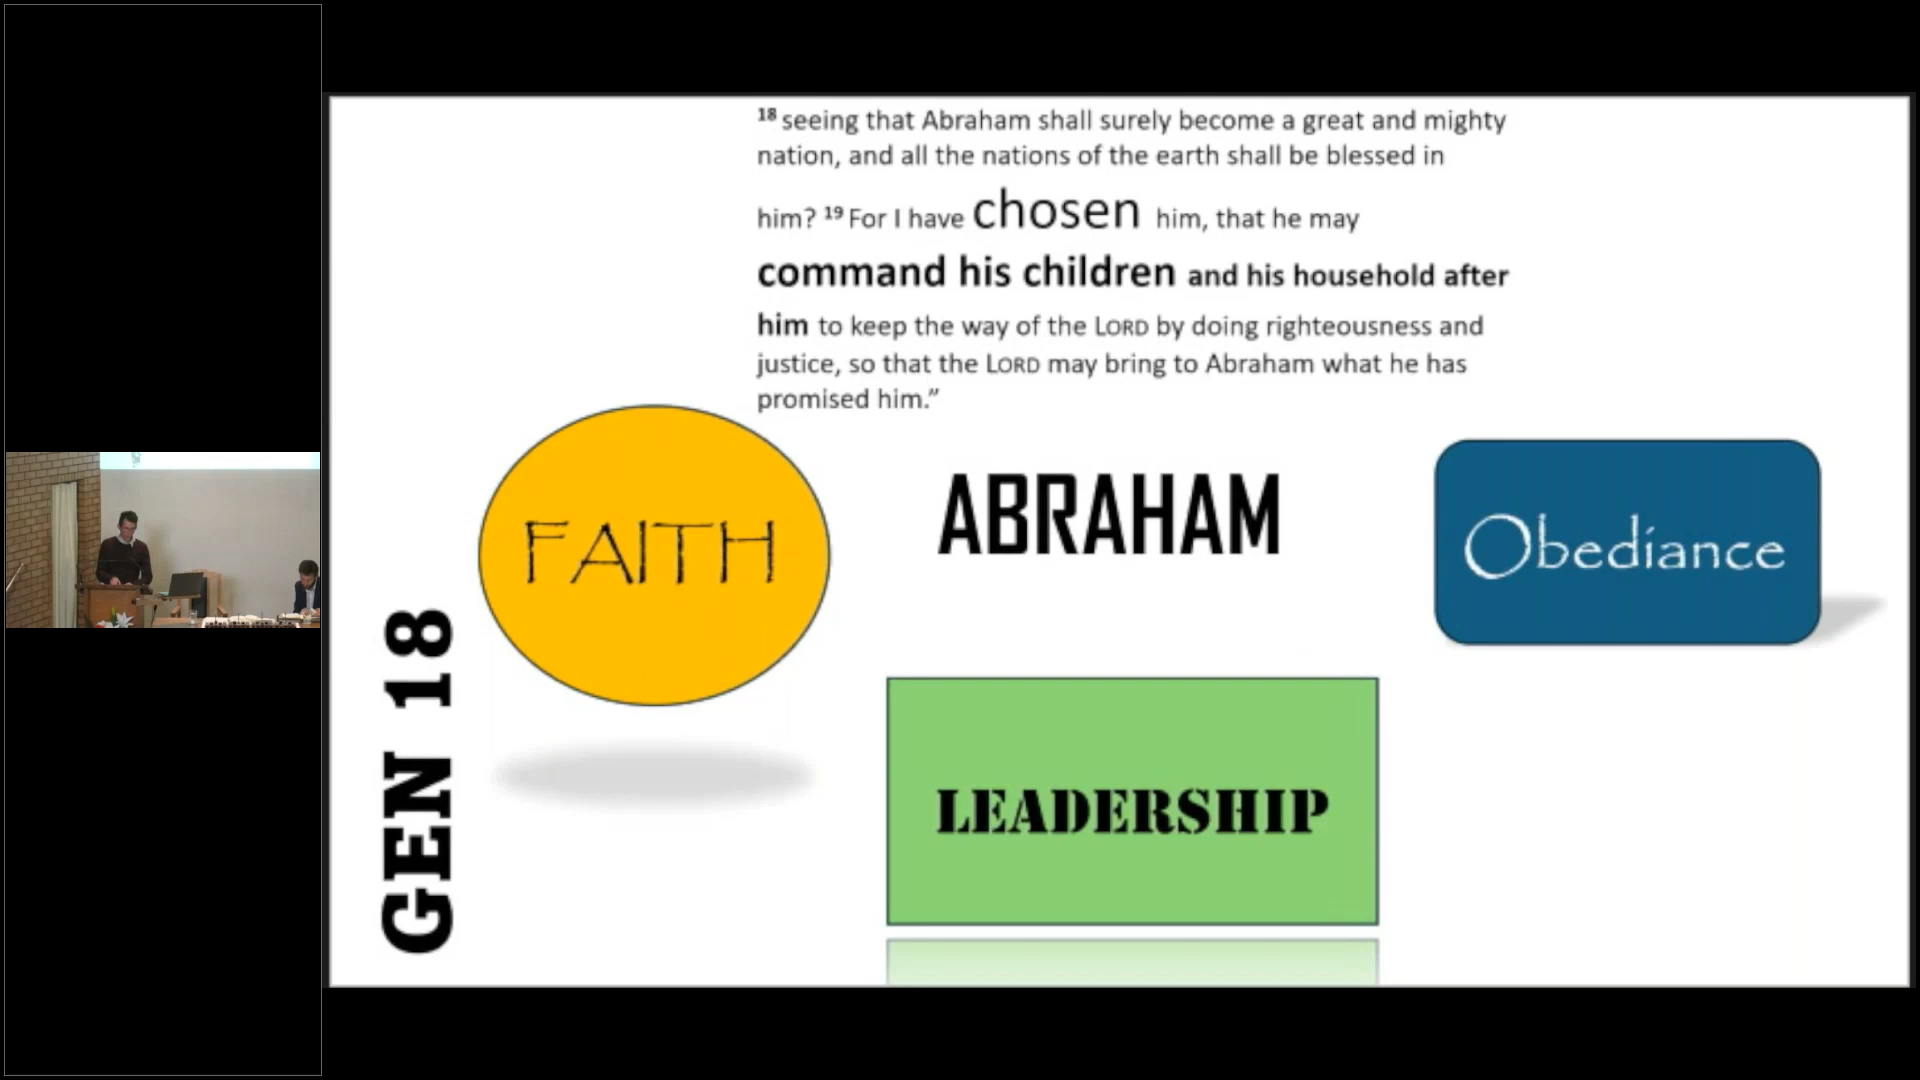 18 seeing that Abraham shall surely become a great and mighty
nation, and all the nations of the earth shall be blessed in
him? 19 For I have chosen him, that he may
command his children and his household after
him to keep the way of the LORD by doing righteousness and
justice, so that the LORD may bring to Abraham what he has
promised him.”
FAITH
ABRAHAM
Obediance
GEN 18
LEADERSHIP